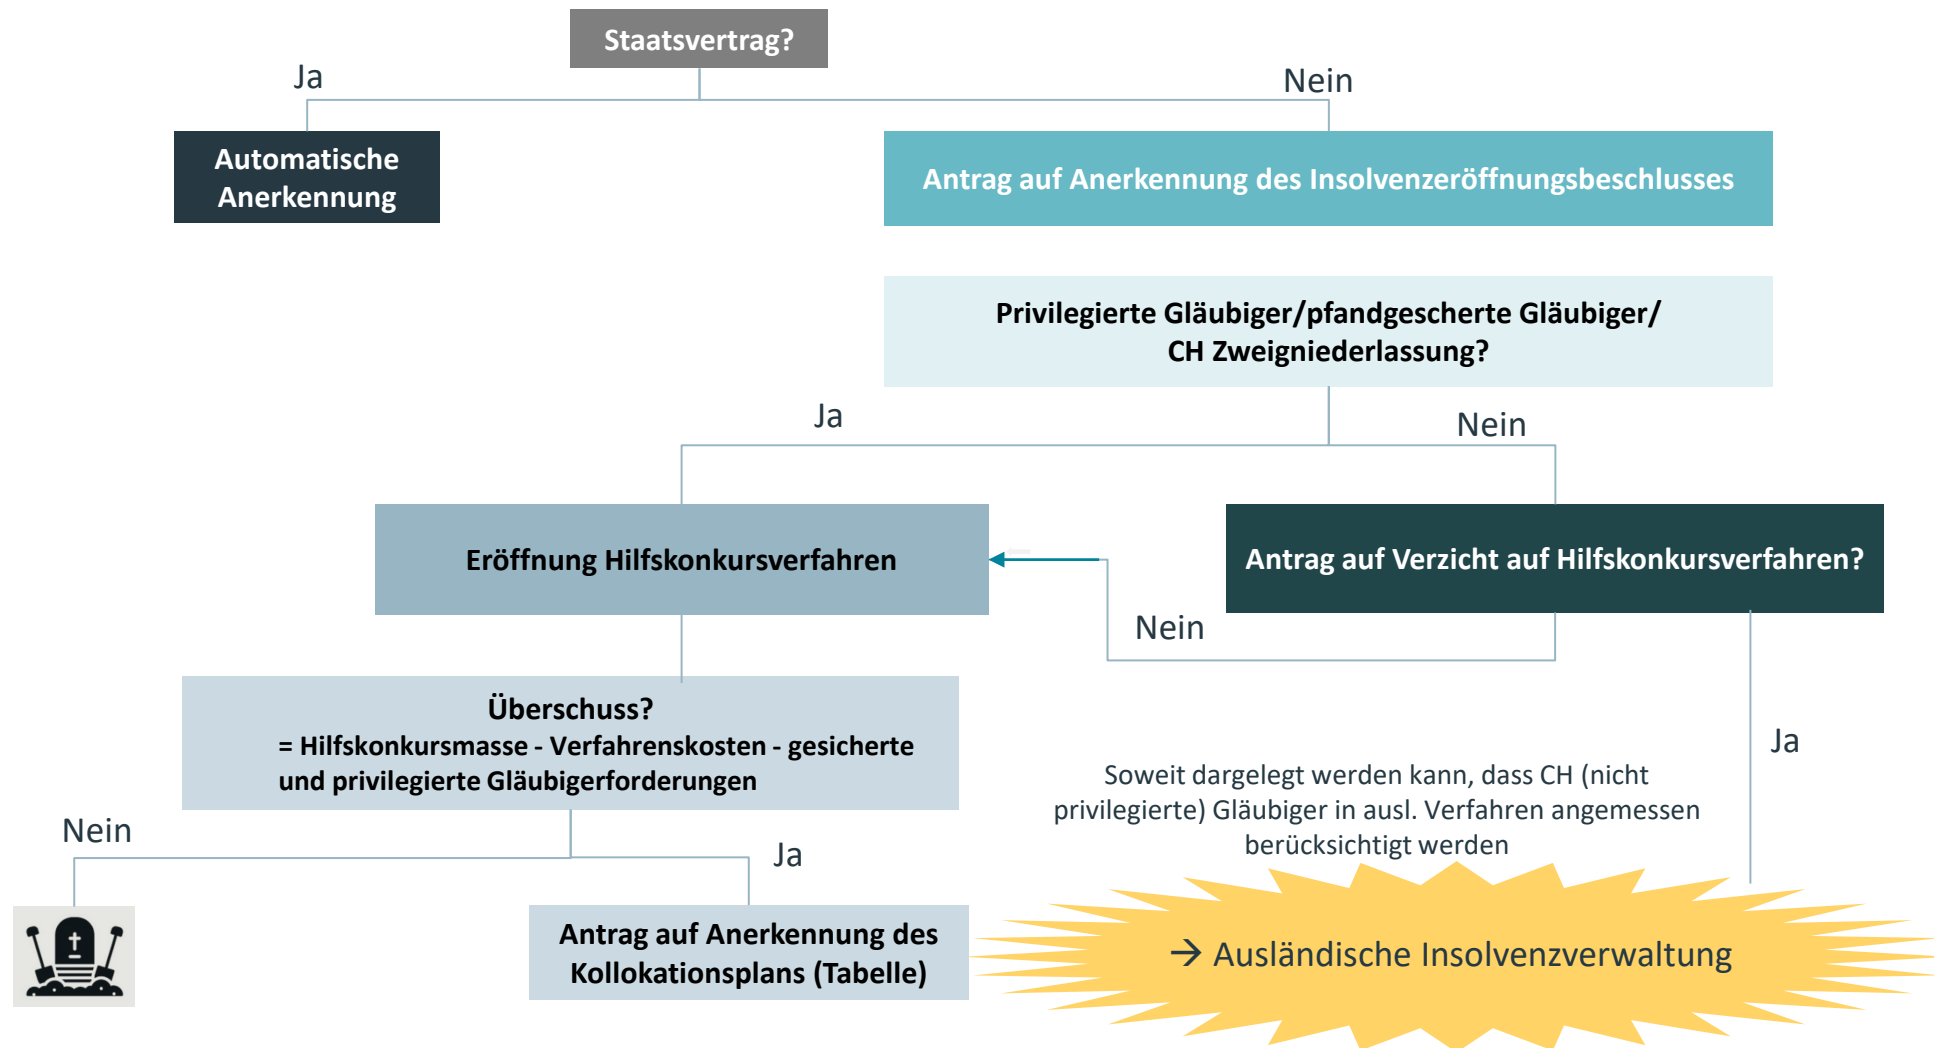 Staatsvertrag?
Ja
Nein
Automatische
Anerkennung
Antrag auf Anerkennung des Insolvenzeröffnungsbeschlusses
Privilegierte Gläubiger/pfandgescherte Gläubiger/
CH Zweigniederlassung?
Ja
Nein
Eröffnung Hilfskonkursverfahren
Antrag auf Verzicht auf Hilfskonkursverfahren?
Nein
Ja
Überschuss?
= Hilfskonkursmasse - Verfahrenskosten - gesicherte
und privilegierte Gläubigerforderungen
Soweit dargelegt werden kann, dass CH (nicht
privilegierte) Gläubiger in ausl. Verfahren angemessen
berücksichtigt werden
Nein
Ja
Antrag auf Anerkennung des
Kollokationsplans (Tabelle)
→ Ausländische Insolvenzverwaltung